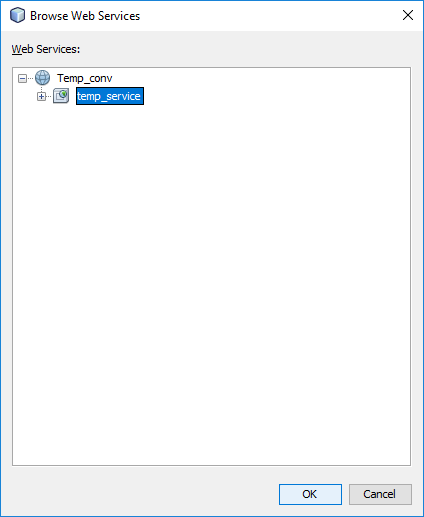 Browse Web Services
Web Services:
Temp_conv
temp_service
OK
Cancel